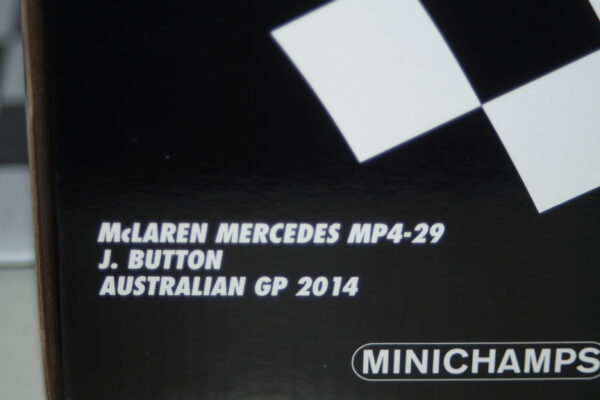 McLAREN MERCEDES MP4-29
J. BUTTON
AUSTRALIAN GP 2014
MINICHAMPS